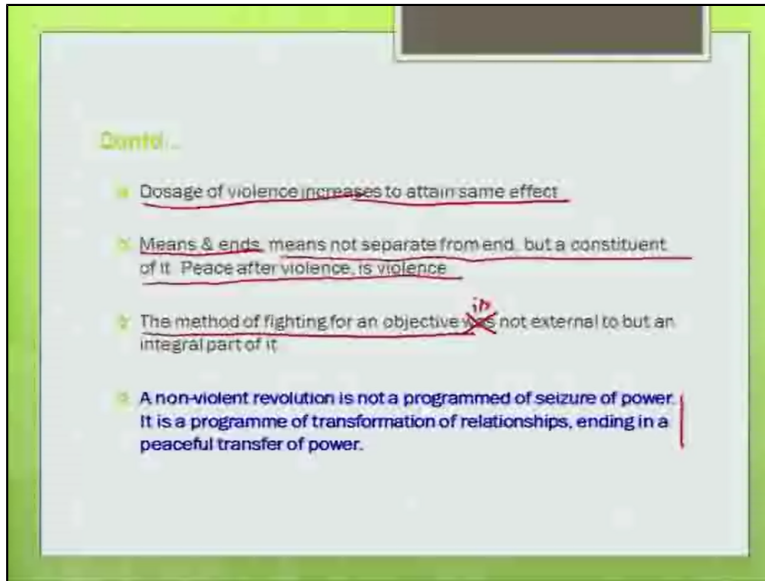 Contd...
Dosage of violence increases to attain same effect
Means & ends, means not separate from end, but a constituent
of it. Peace after violence, is violence
is
The method of fighting for an objective was not external to but an
integral part of it
A non-violent revolution is not a programmed of seizure of power.
It is a programme of transformation of relationships, ending in a
peaceful transfer of power.